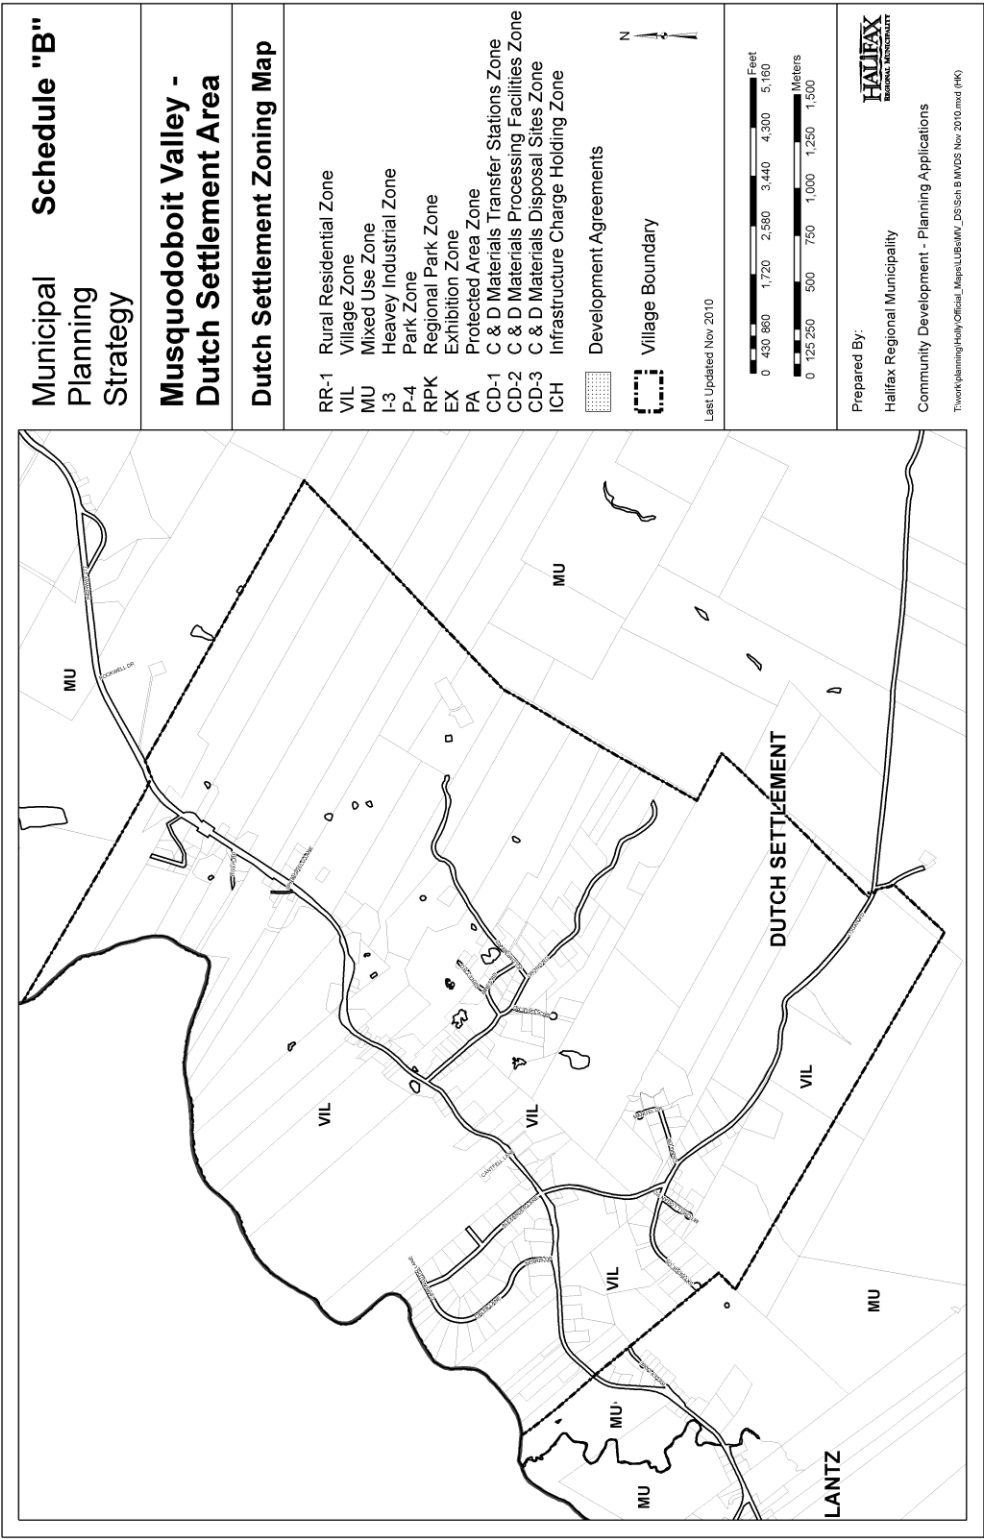 Municipal Planning Strategy
Schedule "B"
Musquodoboit Valley -
Dutch Settlement Area
Dutch Settlement Zoning Map
RR-1 Rural Residential Zone
VIL Village Zone
MU Mixed Use Zone
I-3 Heavey Industrial Zone
P-4 Park Zone
RPK Regional Park Zone
EX Exhibition Zone
PA Protected Area Zone
CD-1 C & D Materials Transfer Stations Zone
CD-2 C & D Materials Processing Facilities Zone
CD-3 C & D Materials Disposal Sites Zone
ICH Infrastructure Charge Holding Zone
Development Agreements
Village Boundary
N
Last Updated Nov 2010
0 430 860 1,720 2,580 3,440 4,300 5,160
Feet
0 125 250 500 750 1,000 1,250 1,500
Meters
Prepared By:
HALIFAX
REGIONAL MUNICIPALITY
Halifax Regional Municipality
Community Development - Planning Applications
MU
MU
VIL
VIL
DUTCH SETTLEMENT
VIL
VIL
MU
MU
MU
LANTZ